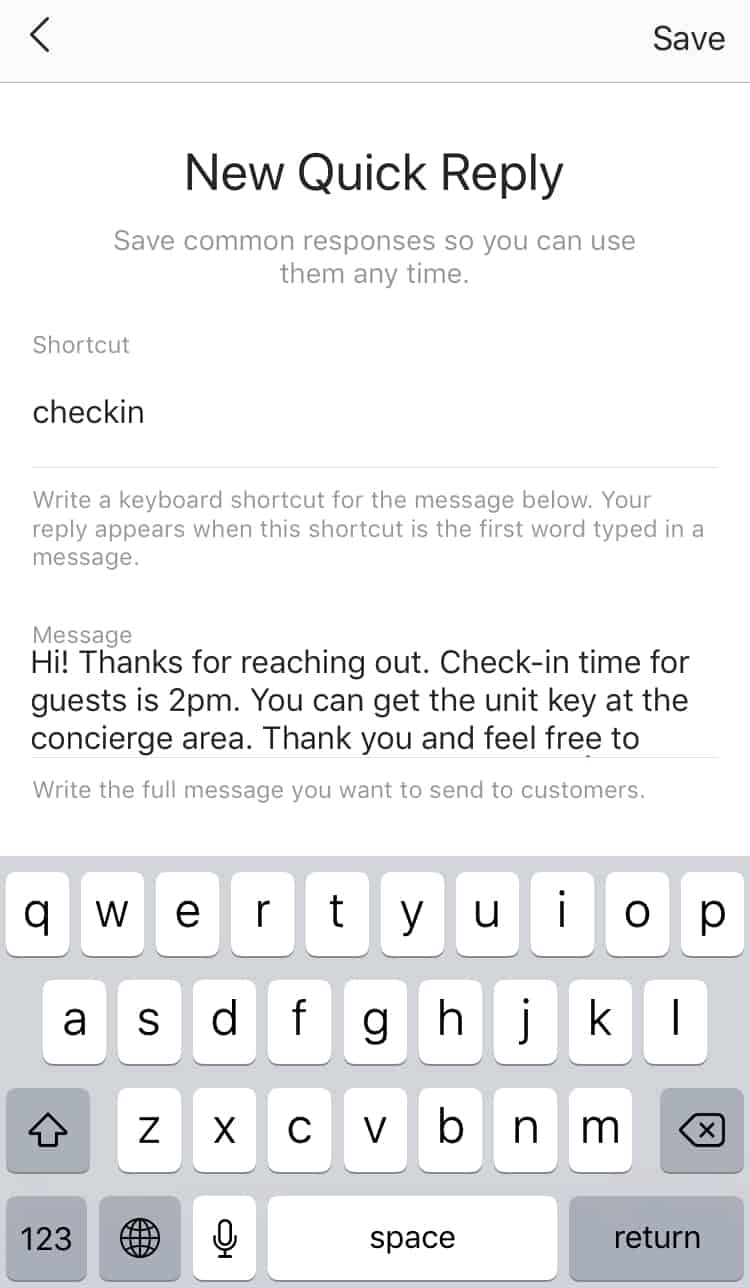 Save
New Quick Reply
Save common responses so you can use
them any time.
Shortcut
checkin
Write a keyboard shortcut for the message below. Your
reply appears when this shortcut is the first word typed in a
message.
Message
Hi! Thanks for reaching out. Check-in time for
guests is 2pm. You can get the unit key at the
concierge area. Thank you and feel free to
Write the full message you want to send to customers.
q w e r t y u i o p
a s d f g h j k l
z x c v b n m
123 space return